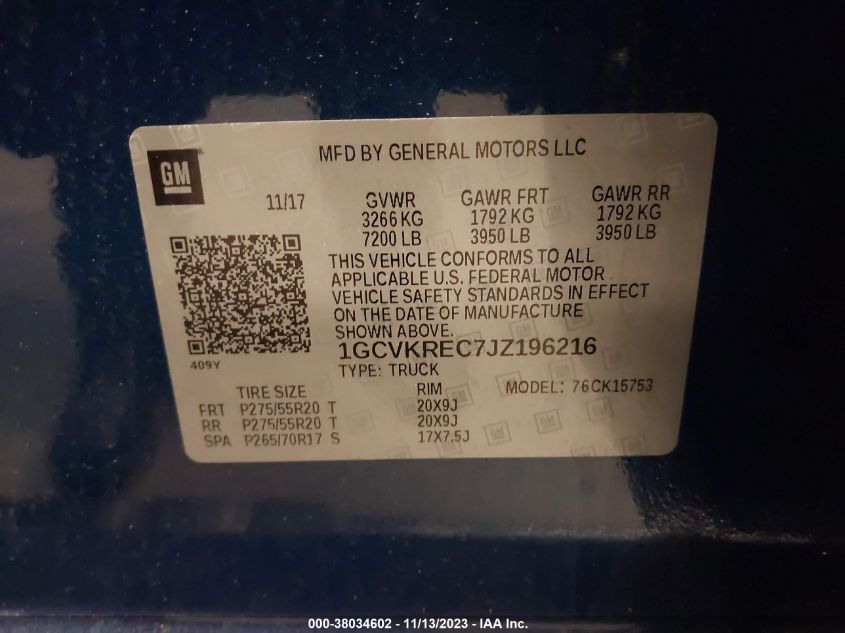 MFD BY GENERAL MOTORS LLC
GM
11/17 GVWR GAWR FRT GAWR RR
3266 KG 1792 KG 1792 KG
7200 LB 3950 LB 3950 LB
THIS VEHICLE CONFORMS TO ALL
APPLICABLE U.S. FEDERAL MOTOR
VEHICLE SAFETY STANDARDS IN EFFECT
ON THE DATE OF MANUFACTURE
SHOWN ABOVE.
409Y
1GCVKREC7JZ196216
TYPE: TRUCK
TIRE SIZE RIM MODEL: 76CK15753
FRT P275/55R20 T 20X9J
RR P275/55R20 T 20X9J
SPA P265/70R17 S 17X7.5J
000-38034602 - 11/13/2023 - IAA Inc.